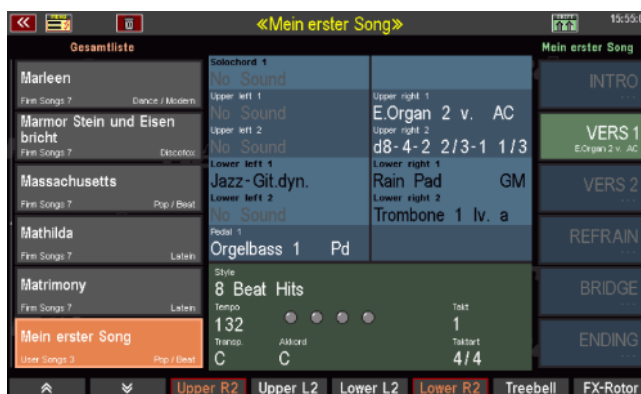 «Mein erster Song»
15:55:0
Gesamtliste
Mein erster Song
Marleen
Firm Songs 7 Dance / Modern
Marmor Stein und Eisen
bricht
Firm Songs 7 Discofox
Massachusetts
Firm Songs 7 Pop / Beat
Mathilda
Firm Songs 7 Latein
Matrimony
Firm Songs 7 Latein
Mein erster Song
User Songs 3 Pop / Beat
Solochord 1
No Sound
Upper left 1
No Sound
Upper left 2
No Sound
Upper right 1
E.Organ 2 v. AC
Upper right 2
d8-4-2 2/3-1 1/3
Lower left 1
Jazz-Git.dyn.
Lower left 2
No Sound
Lower right 1
Rain Pad GM
Lower right 2
Trombone 1 lv. a
Pedal 1
Orgelbass 1 Pd
Style
8 Beat Hits
Tempo
132
Takt
1
Transp. Akkord Taktart
C C 4/4
INTRO
---
VERS 1
E.Organ 2 v. AC
VERS 2
---
REFRAIN
---
BRIDGE
---
ENDING
---
Upper R2 Upper L2 Lower L2 Lower R2 Treebell FX-Rotor